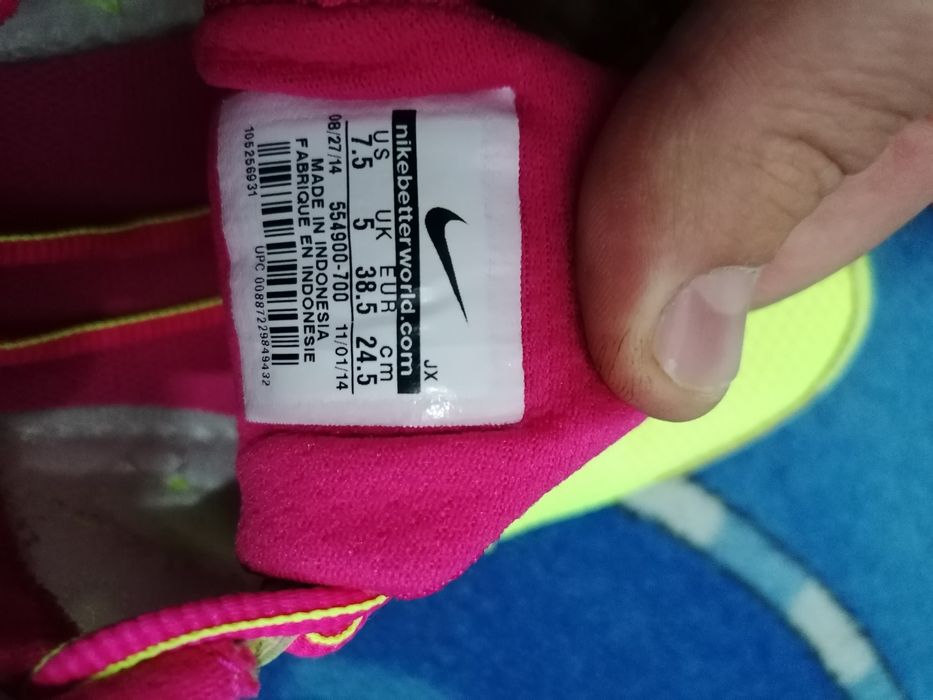 JX
nikebetterworld.com
US UK EUR cm
7.5 5 38.5 24.5
08/27/14 554900-700 11/01/14
MADE IN INDONESIA
FABRIQUE EN INDONESIE
105256931 UPC 00887229849432